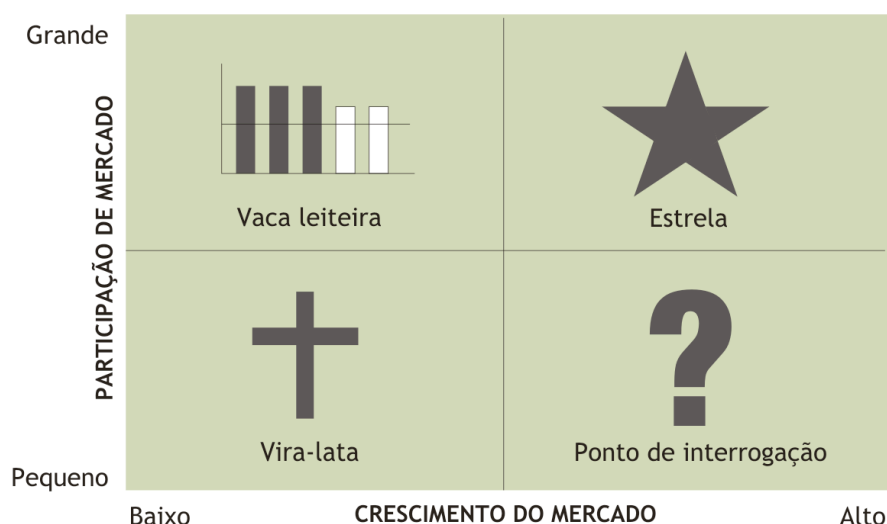 Grande
PARTICIPAÇÃO DE MERCADO
Vaca leiteira
Estrela
Vira-lata
Ponto de interrogação
Pequeno
Baixo
CRESCIMENTO DO MERCADO
Alto